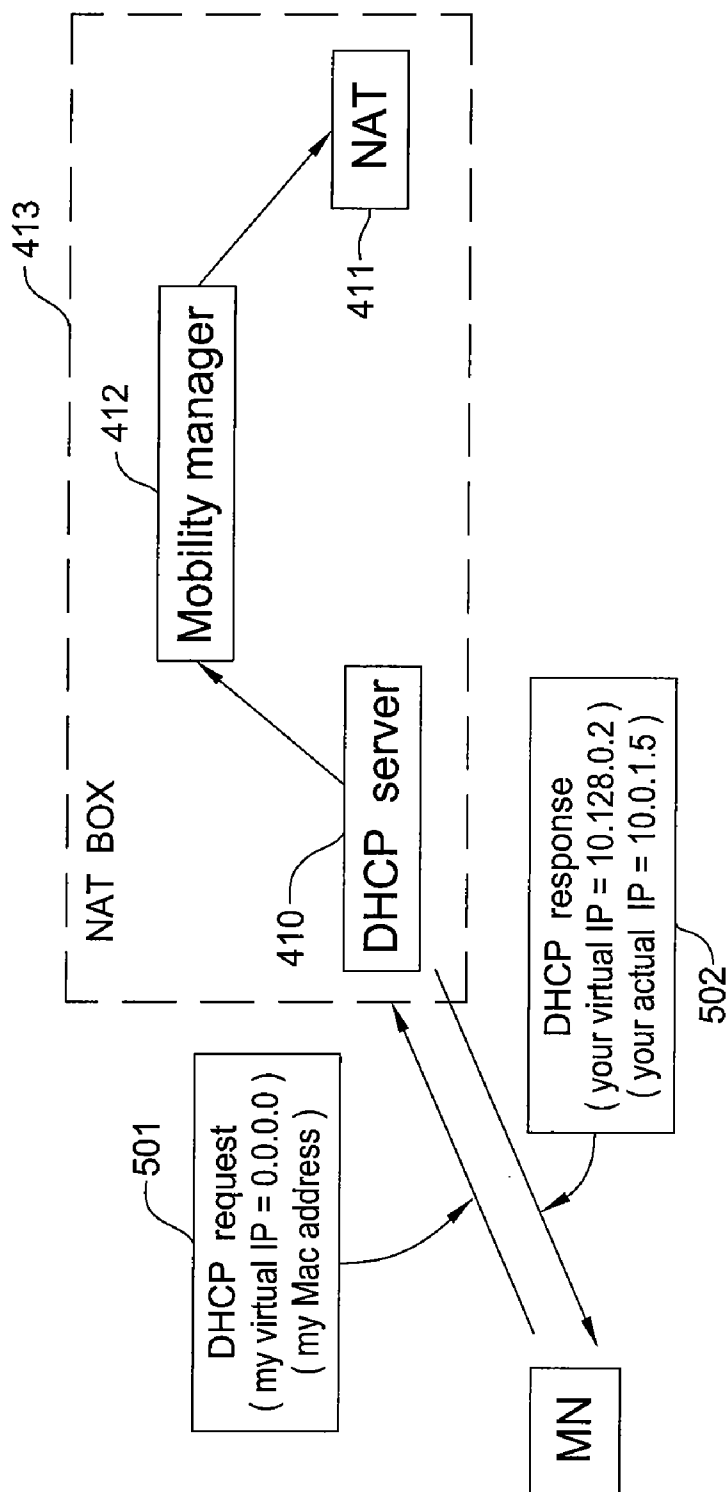 413
NAT BOX
412
Mobility manager
NAT
411
410
DHCP server
501
DHCP request
( my virtual IP = 0.0.0.0 )
( my Mac address )
DHCP response
( your virtual IP = 10.128.0.2 )
( your actual IP = 10.0.1.5 )
502
MN